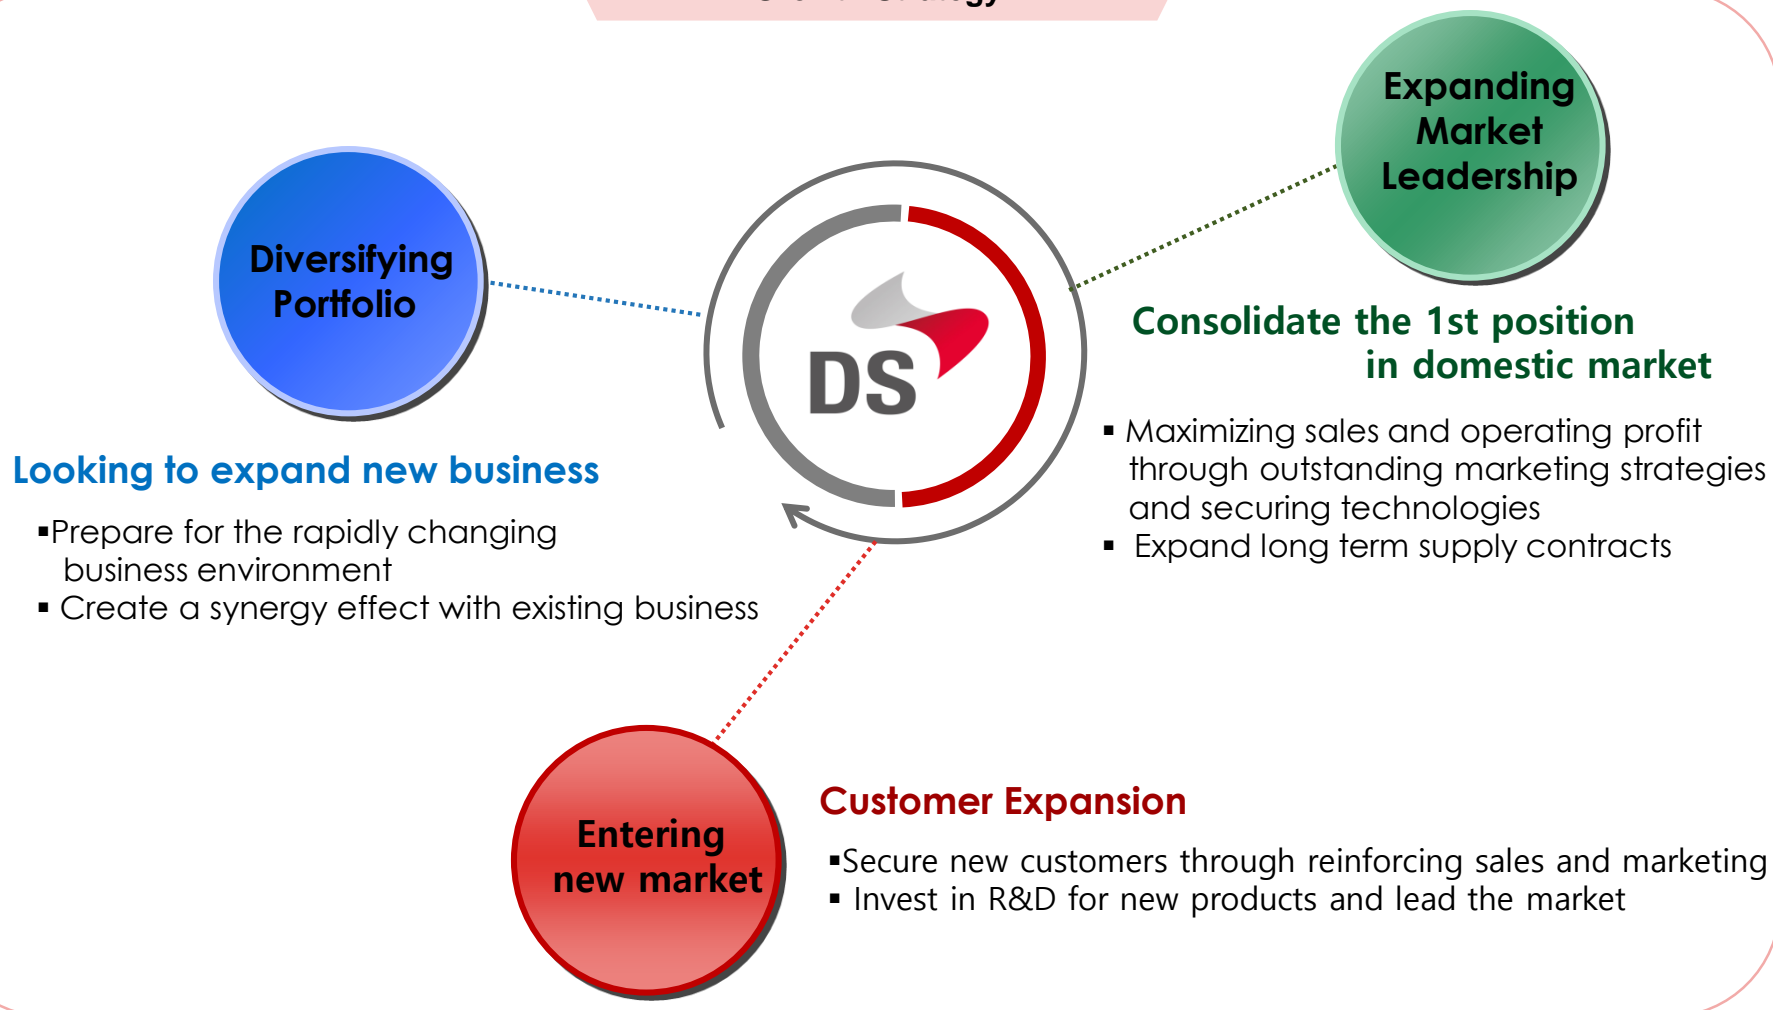 Strategy
Expanding
Market
Leadership
Diversifying
Portfolio
DS
Consolidate the 1st position
in domestic market
▪ Maximizing sales and operating profit
through outstanding marketing strategies
and securing technologies
▪ Expand long term supply contracts
Looking to expand new business
▪Prepare for the rapidly changing
business environment
▪ Create a synergy effect with existing business
Entering
new market
Customer Expansion
▪Secure new customers through reinforcing sales and marketing
▪ Invest in R&D for new products and lead the market